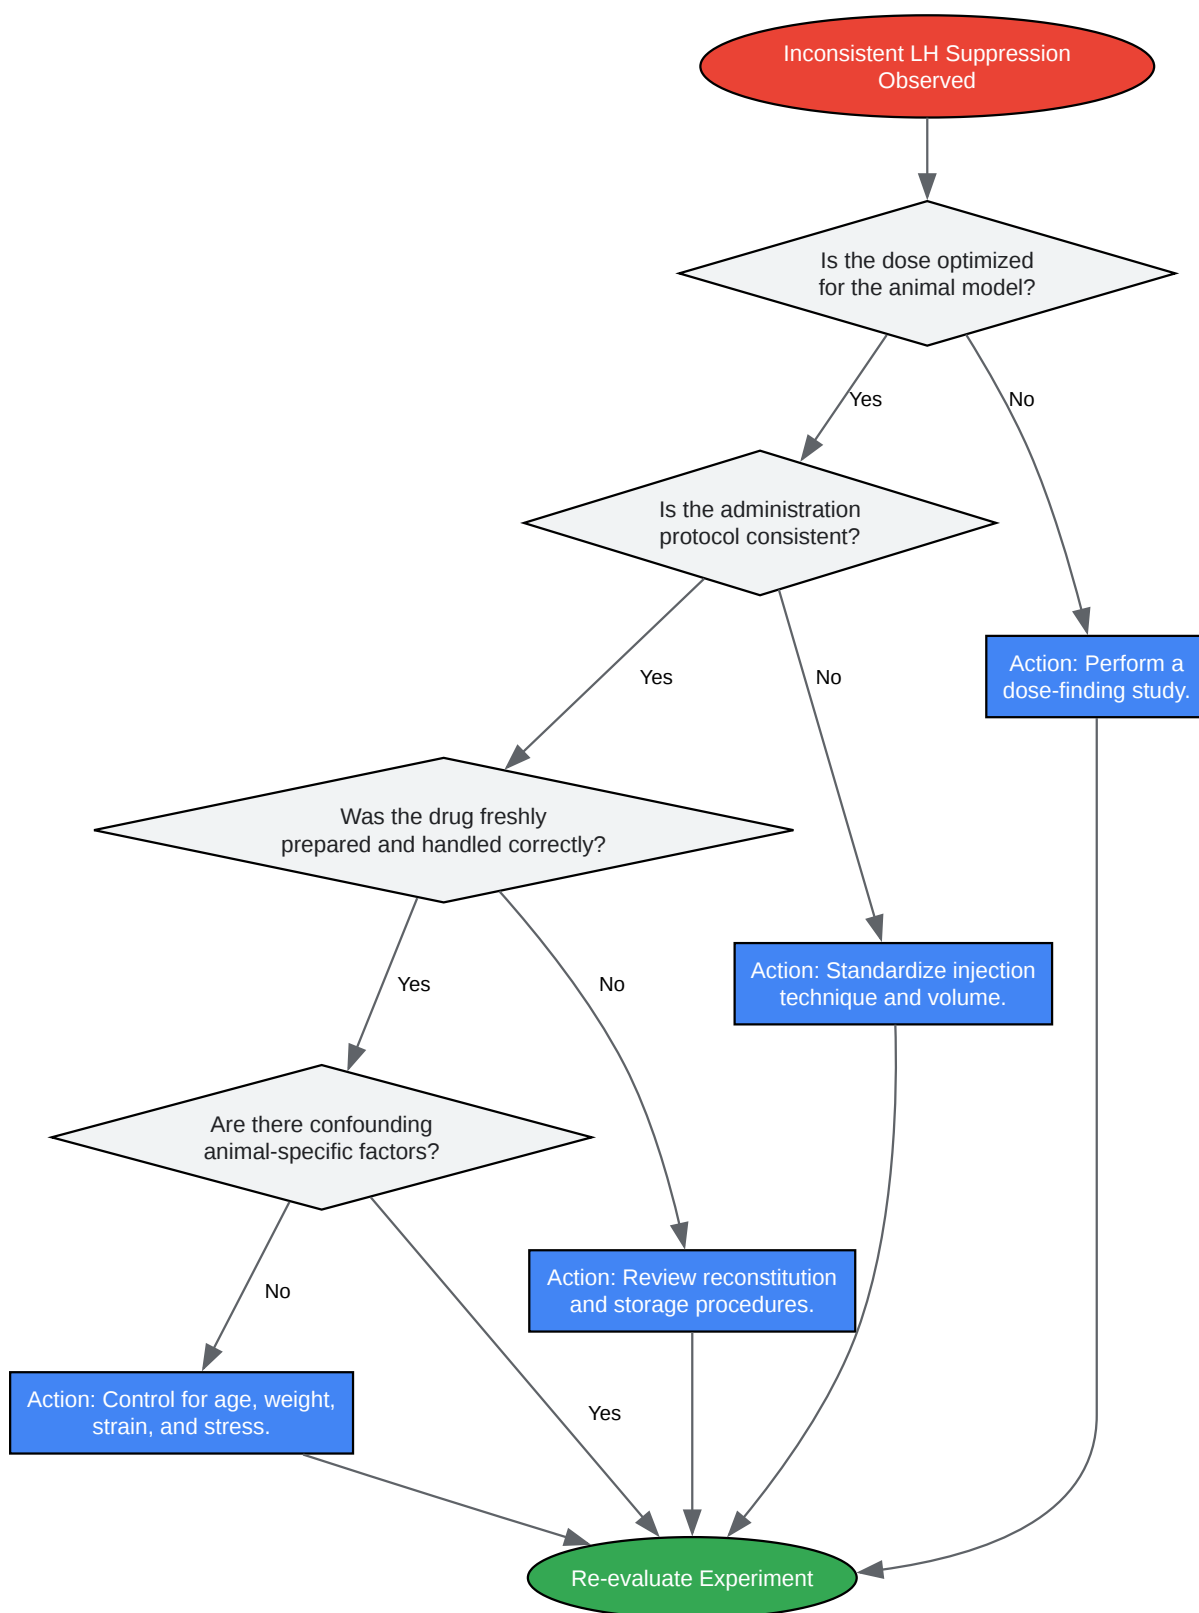 Inconsistent LH Suppression
Observed
Is the dose optimized
for the animal model?
Yes
No
Is the administration
protocol consistent?
Yes
No
Action: Perform a
dose-finding study.
Was the drug freshly
prepared and handled correctly?
Yes
No
Action: Standardize injection
technique and volume.
Are there confounding
animal-specific factors?
No
Yes
Action: Review reconstitution
and storage procedures.
Action: Control for age, weight,
strain, and stress.
Re-evaluate Experiment